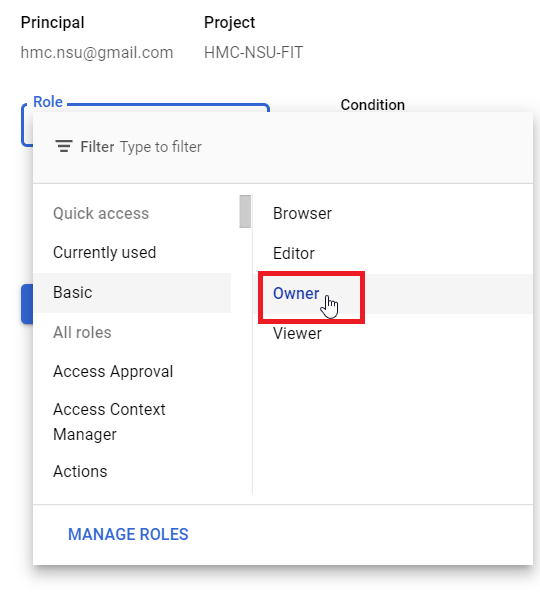 Principal
Project
hmc.nsu@gmail.com
HMC-NSU-FIT
Role
Condition
Filter Type to filter
Quick access
Currently used
Basic
All roles
Access Approval
Access Context
Manager
Actions
Browser
Editor
Owner
Viewer
MANAGE ROLES